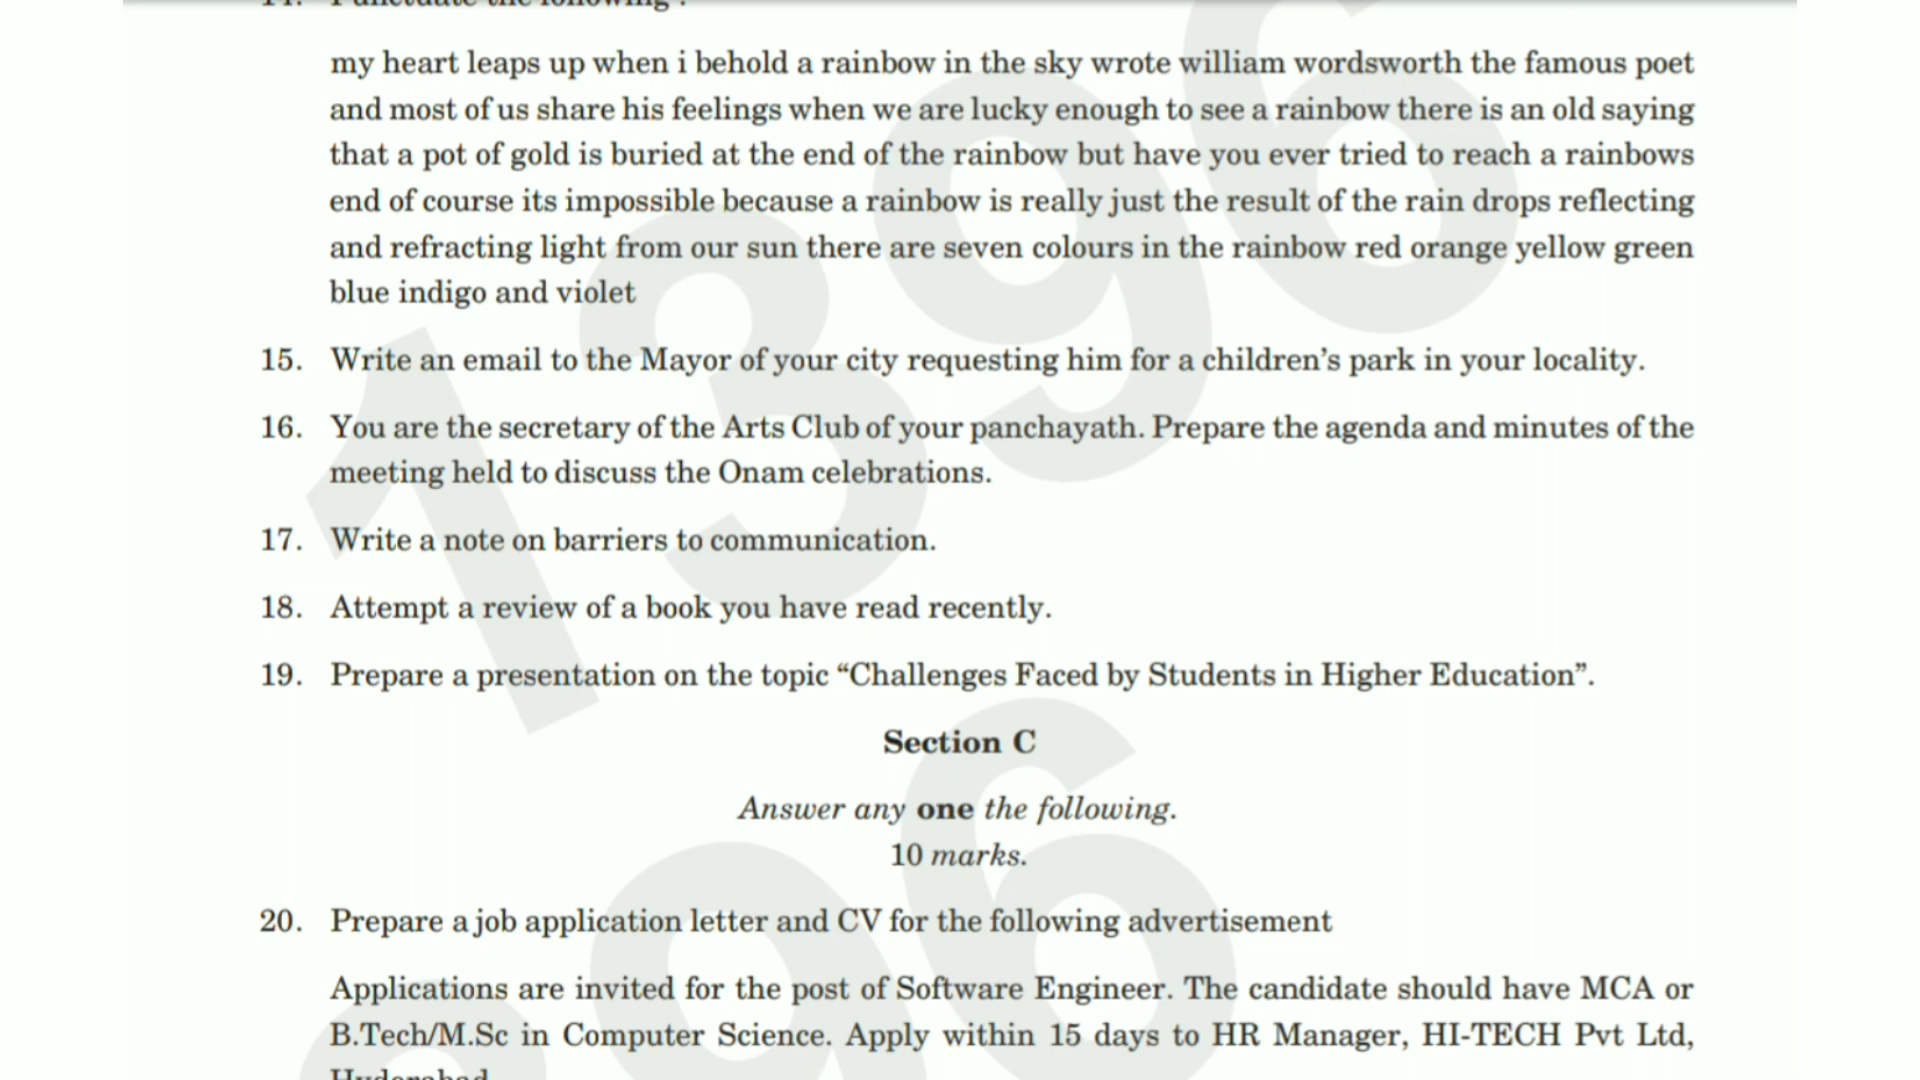 14. Punctuate the following :
my heart leaps up when i behold a rainbow in the sky wrote william wordsworth the famous poet
and most of us share his feelings when we are lucky enough to see a rainbow there is an old saying
that a pot of gold is buried at the end of the rainbow but have you ever tried to reach a rainbows
end of course its impossible because a rainbow is really just the result of the rain drops reflecting
and refracting light from our sun there are seven colours in the rainbow red orange yellow green
blue indigo and violet
15. Write an email to the Mayor of your city requesting him for a children’s park in your locality.
16. You are the secretary of the Arts Club of your panchayath. Prepare the agenda and minutes of the
meeting held to discuss the Onam celebrations.
17. Write a note on barriers to communication.
18. Attempt a review of a book you have read recently.
19. Prepare a presentation on the topic “Challenges Faced by Students in Higher Education”.
Section C
Answer any one the following.
10 marks.
20. Prepare a job application letter and CV for the following advertisement
Applications are invited for the post of Software Engineer. The candidate should have MCA or
B.Tech/M.Sc in Computer Science. Apply within 15 days to HR Manager, HI-TECH Pvt Ltd,
Hyderabad
1396